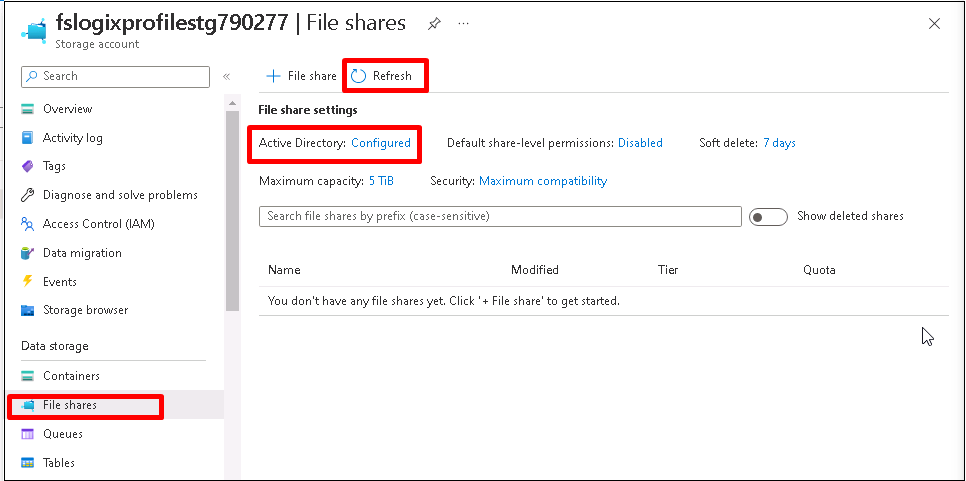 fslogixprofilestg790277 | File shares
Storage account
Search
Overview
Activity log
Tags
Diagnose and solve problems
Access Control (IAM)
Data migration
Events
Storage browser
Data storage
Containers
File shares
Queues
Tables
File share Refresh
File share settings
Active Directory: Configured Default share-level permissions: Disabled Soft delete: 7 days
Maximum capacity: 5 TiB Security: Maximum compatibility
Search file shares by prefix (case-sensitive) Show deleted shares
Name Modified Tier Quota
You don't have any file shares yet. Click '+ File share' to get started.